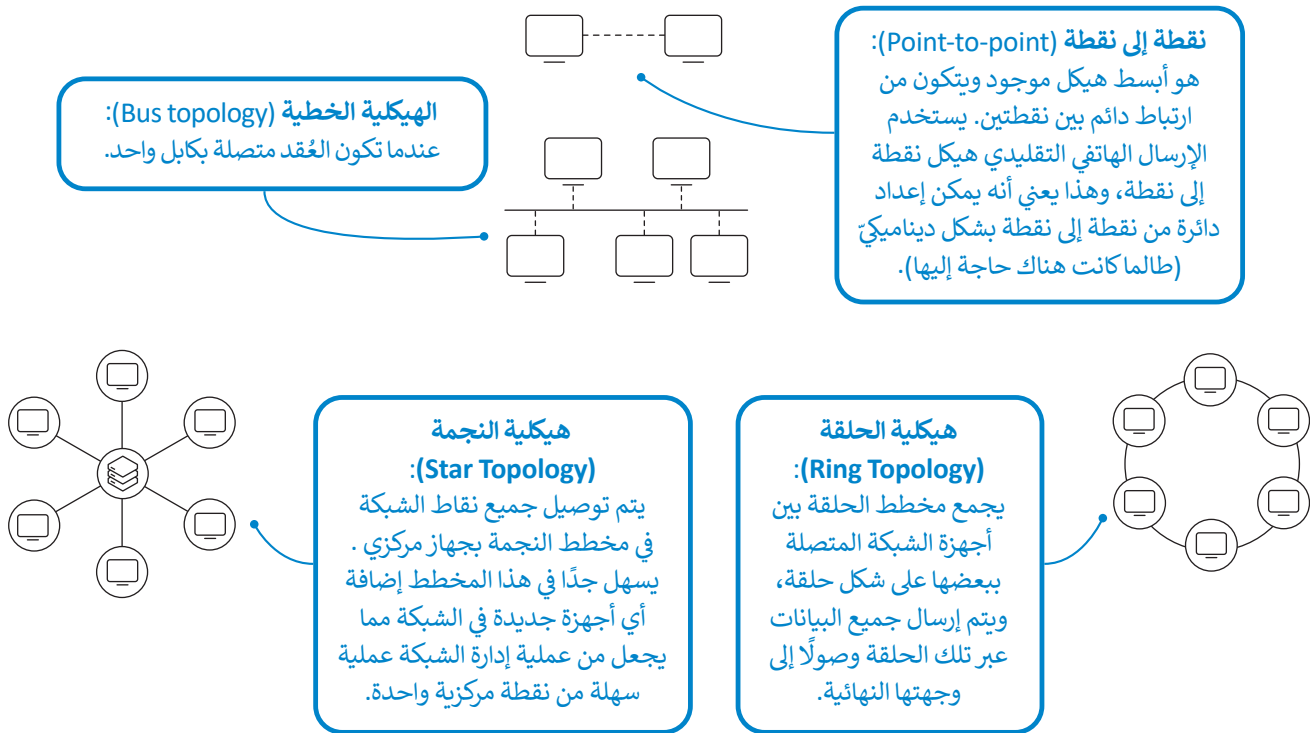 نقطة إلى نقطة (Point-to-point):
هو أبسط هيكل موجود ويتكون من
ارتباط دائم بين نقطتين. يستخدم
الإرسال الهاتفي التقليدي هيكل نقطة
إلى نقطة، وهذا يعني أنه يمكن إعداد
دائرة من نقطة إلى نقطة بشكل ديناميكيّ
(طالما كانت هناك حاجة إليها).
الهيكلية الخطية (Bus topology):
عندما تكون العُقد متصلة بكابل واحد.
هيكلية الحلقة
(Ring Topology):
يجمع مخطط الحلقة بين
أجهزة الشبكة المتصلة
ببعضها على شكل حلقة،
ويتم إرسال جميع البيانات
عبر تلك الحلقة وصولًا إلى
وجهتها النهائية.
هيكلية النجمة
(Star Topology):
يتم توصيل جميع نقاط الشبكة
في مخطط النجمة بجهاز مركزي .
يسهل جدًا في هذا المخطط إضافة
أي أجهزة جديدة في الشبكة مما
يجعل من عملية إدارة الشبكة عملية
سهلة من نقطة مركزية واحدة.